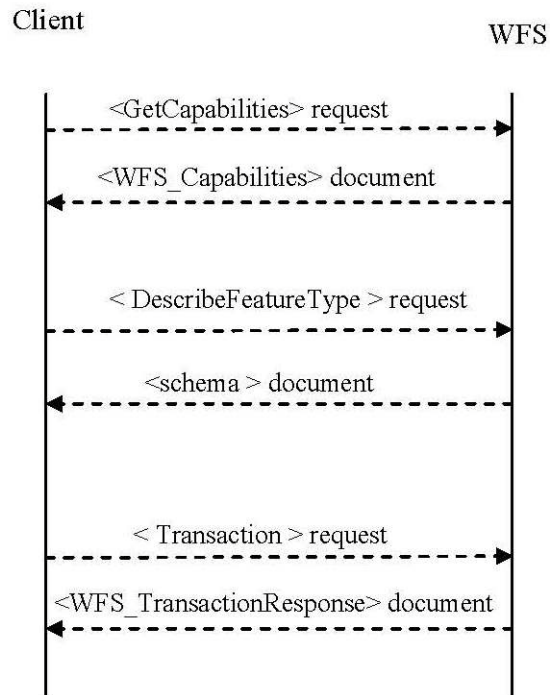 Client
WFS
<GetCapabilities> request
<WFS_Capabilities> document
< DescribeFeatureType > request
<schema > document
< Transaction > request
<WFS_TransactionResponse> document